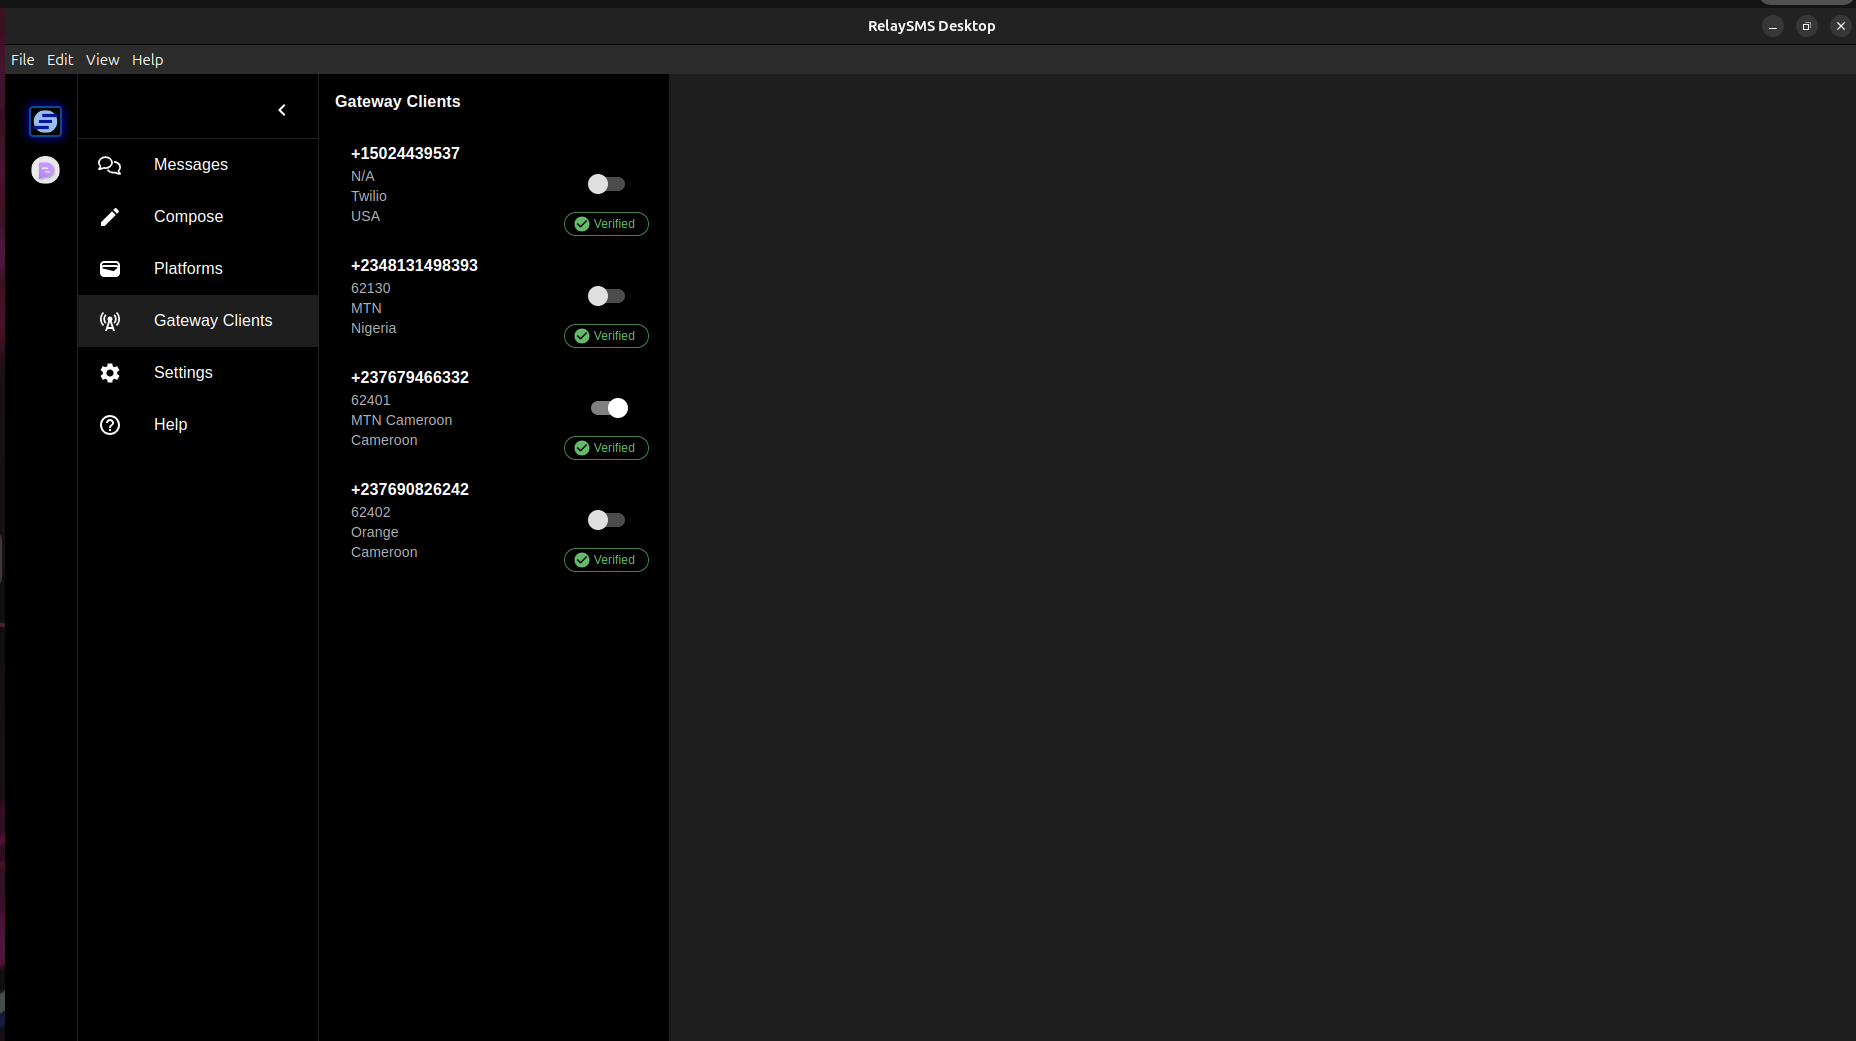 RelaySMS Desktop
File Edit View Help
Messages
Compose
Platforms
Gateway Clients
Settings
Help
Gateway Clients
+15024439537
N/A
Twilio
USA
Verified
+2348131498393
62130
MTN
Nigeria
Verified
+237679466332
62401
MTN Cameroon
Cameroon
Verified
+237690826242
62402
Orange
Cameroon
Verified